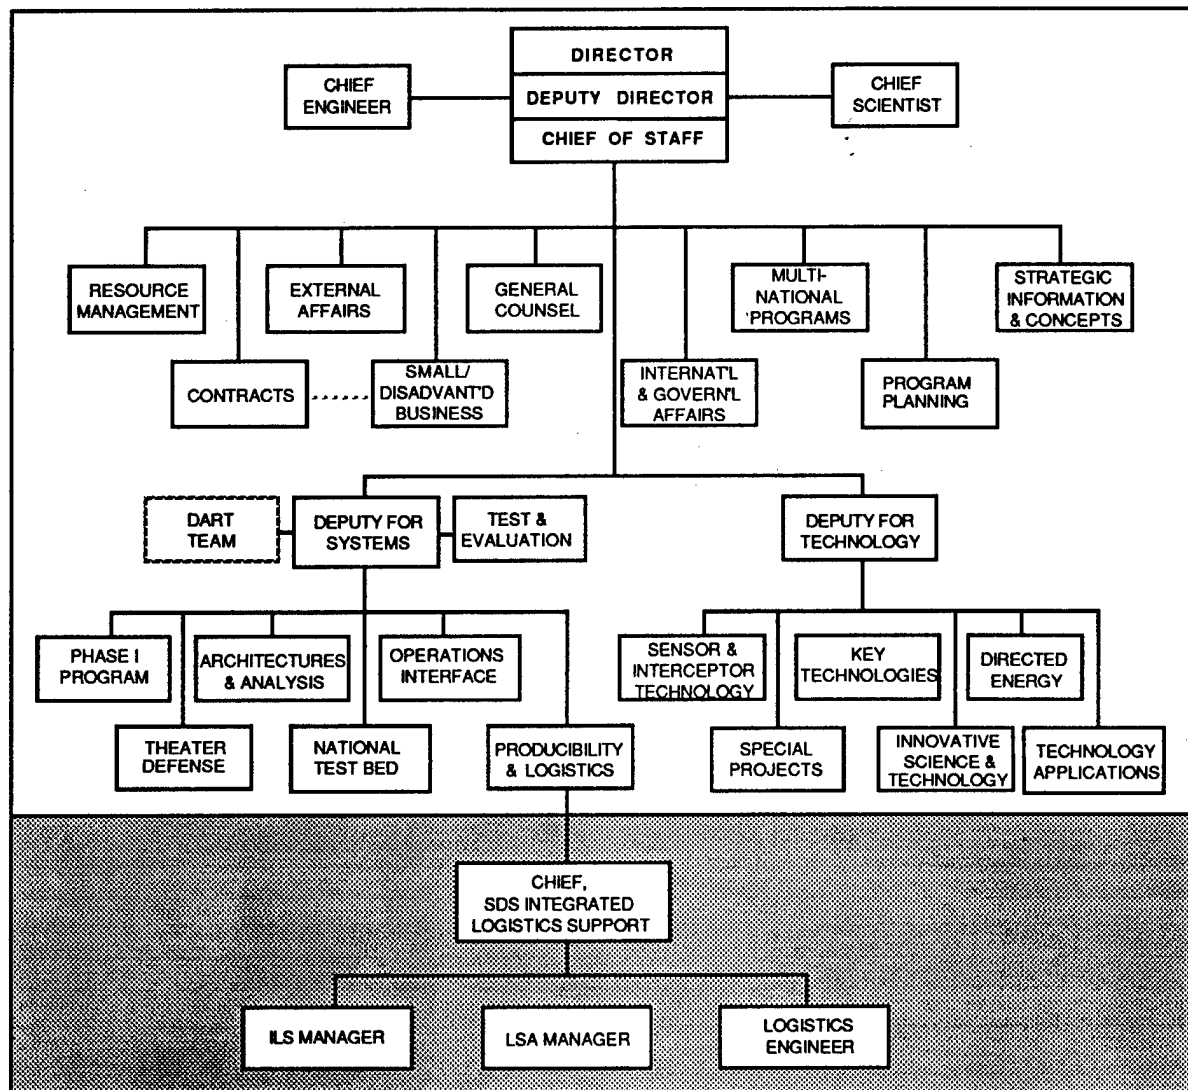 DIRECTOR
CHIEF
ENGINEER
DEPUTY DIRECTOR
CHIEF
SCIENTIST
CHIEF OF STAFF
RESOURCE
MANAGEMENT
EXTERNAL
AFFAIRS
GENERAL
COUNSEL
MULTI-
NATIONAL
PROGRAMS
STRATEGIC
INFORMATION
& CONCEPTS
CONTRACTS
SMALL/
DISADVANT'D
BUSINESS
INTERNAT'L
& GOVERN'L
AFFAIRS
PROGRAM
PLANNING
DART
TEAM
DEPUTY FOR
SYSTEMS
TEST &
EVALUATION
DEPUTY FOR
TECHNOLOGY
PHASE I
PROGRAM
ARCHITECTURES
& ANALYSIS
OPERATIONS
INTERFACE
SENSOR &
INTERCEPTOR
TECHNOLOGY
KEY
TECHNOLOGIES
DIRECTED
ENERGY
THEATER
DEFENSE
NATIONAL
TEST BED
PRODUCIBILITY
& LOGISTICS
SPECIAL
PROJECTS
INNOVATIVE
SCIENCE &
TECHNOLOGY
TECHNOLOGY
APPLICATIONS
CHIEF,
SDS INTEGRATED
LOGISTICS SUPPORT
ILS MANAGER
LSA MANAGER
LOGISTICS
ENGINEER